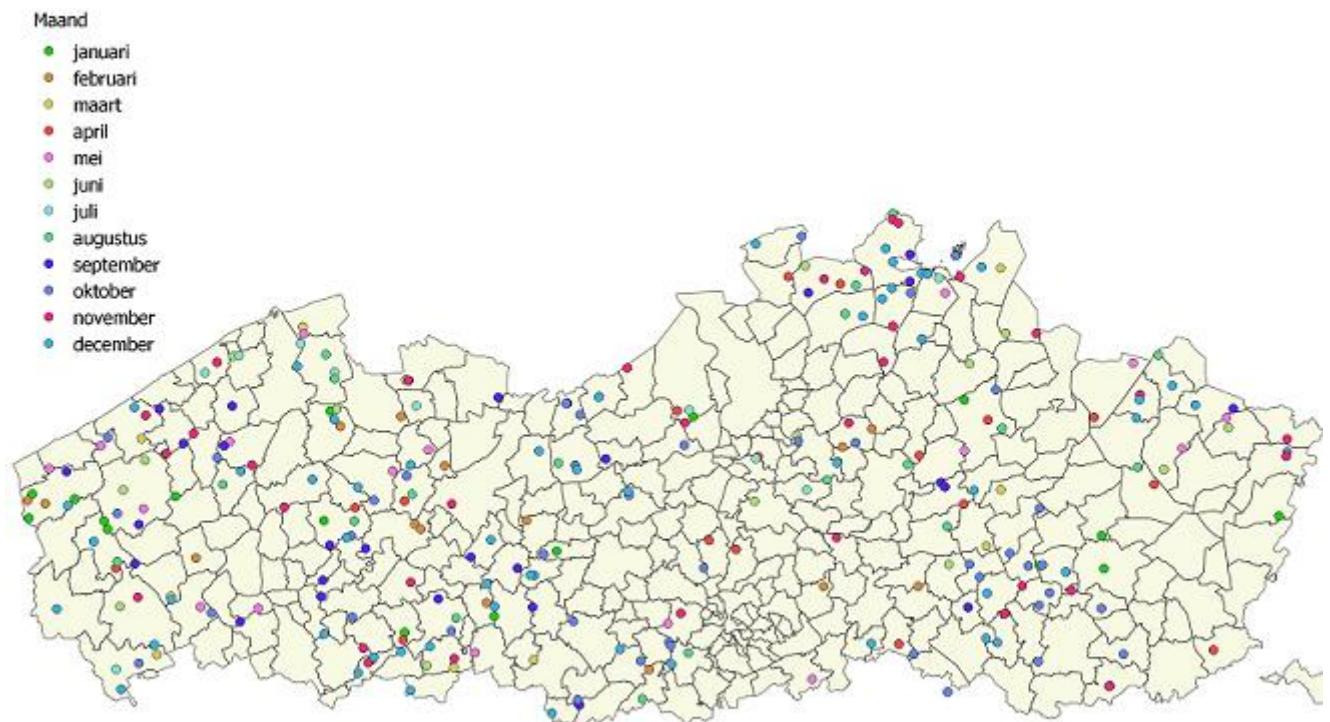 Maand
januari
februari
maart
april
mei
juni
juli
augustus
september
oktober
november
december